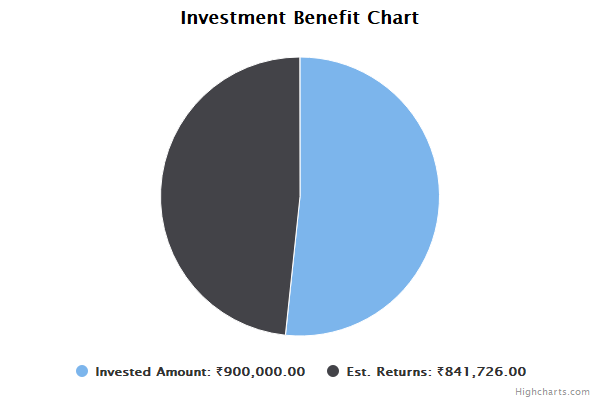 Investment Benefit Chart
Invested Amount: ₹900,000.00 Est. Returns: ₹841,726.00
Highcharts.com